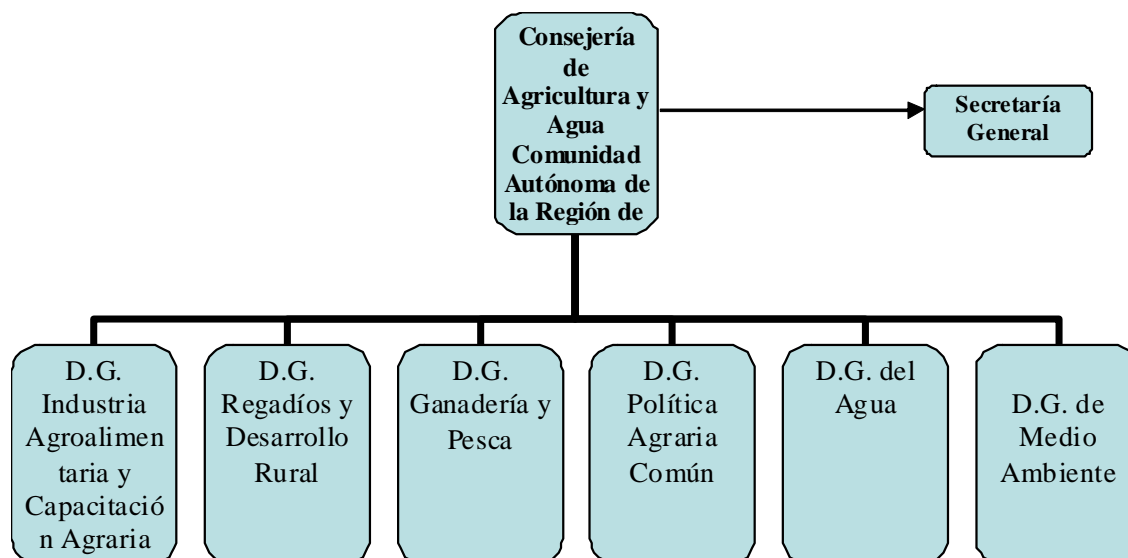 Consejería
de
Agricultura y
Agua
Comunidad
Autónoma de
la Región de
Secretaría
General
D.G.
Industria
Agroalimen
taria y
Capacitació
n Agraria
D.G.
Regadíos y
Desarrollo
Rural
D.G.
Ganadería y
Pesca
D.G.
Política
Agraria
Común
D.G. del
Agua
D.G. de
Medio
Ambiente